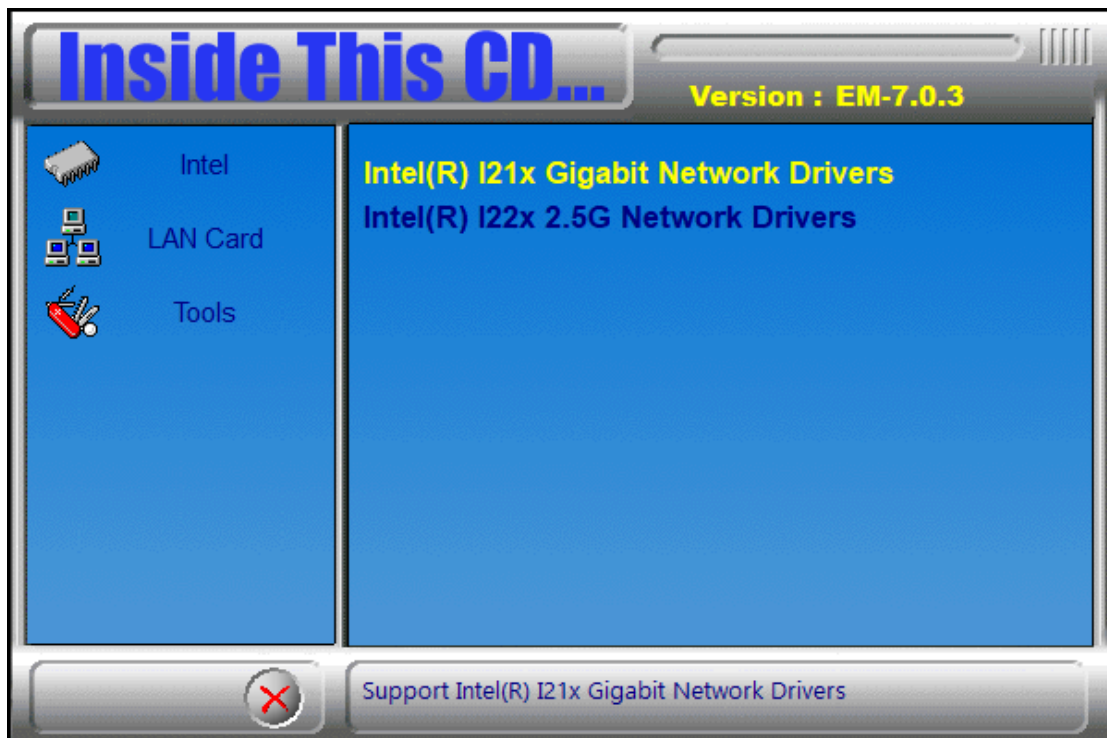 Inside This CD...
Version : EM-7.0.3
Intel
LAN Card
Tools
Intel(R) I21x Gigabit Network Drivers
Intel(R) I22x 2.5G Network Drivers
Support Intel(R) I21x Gigabit Network Drivers